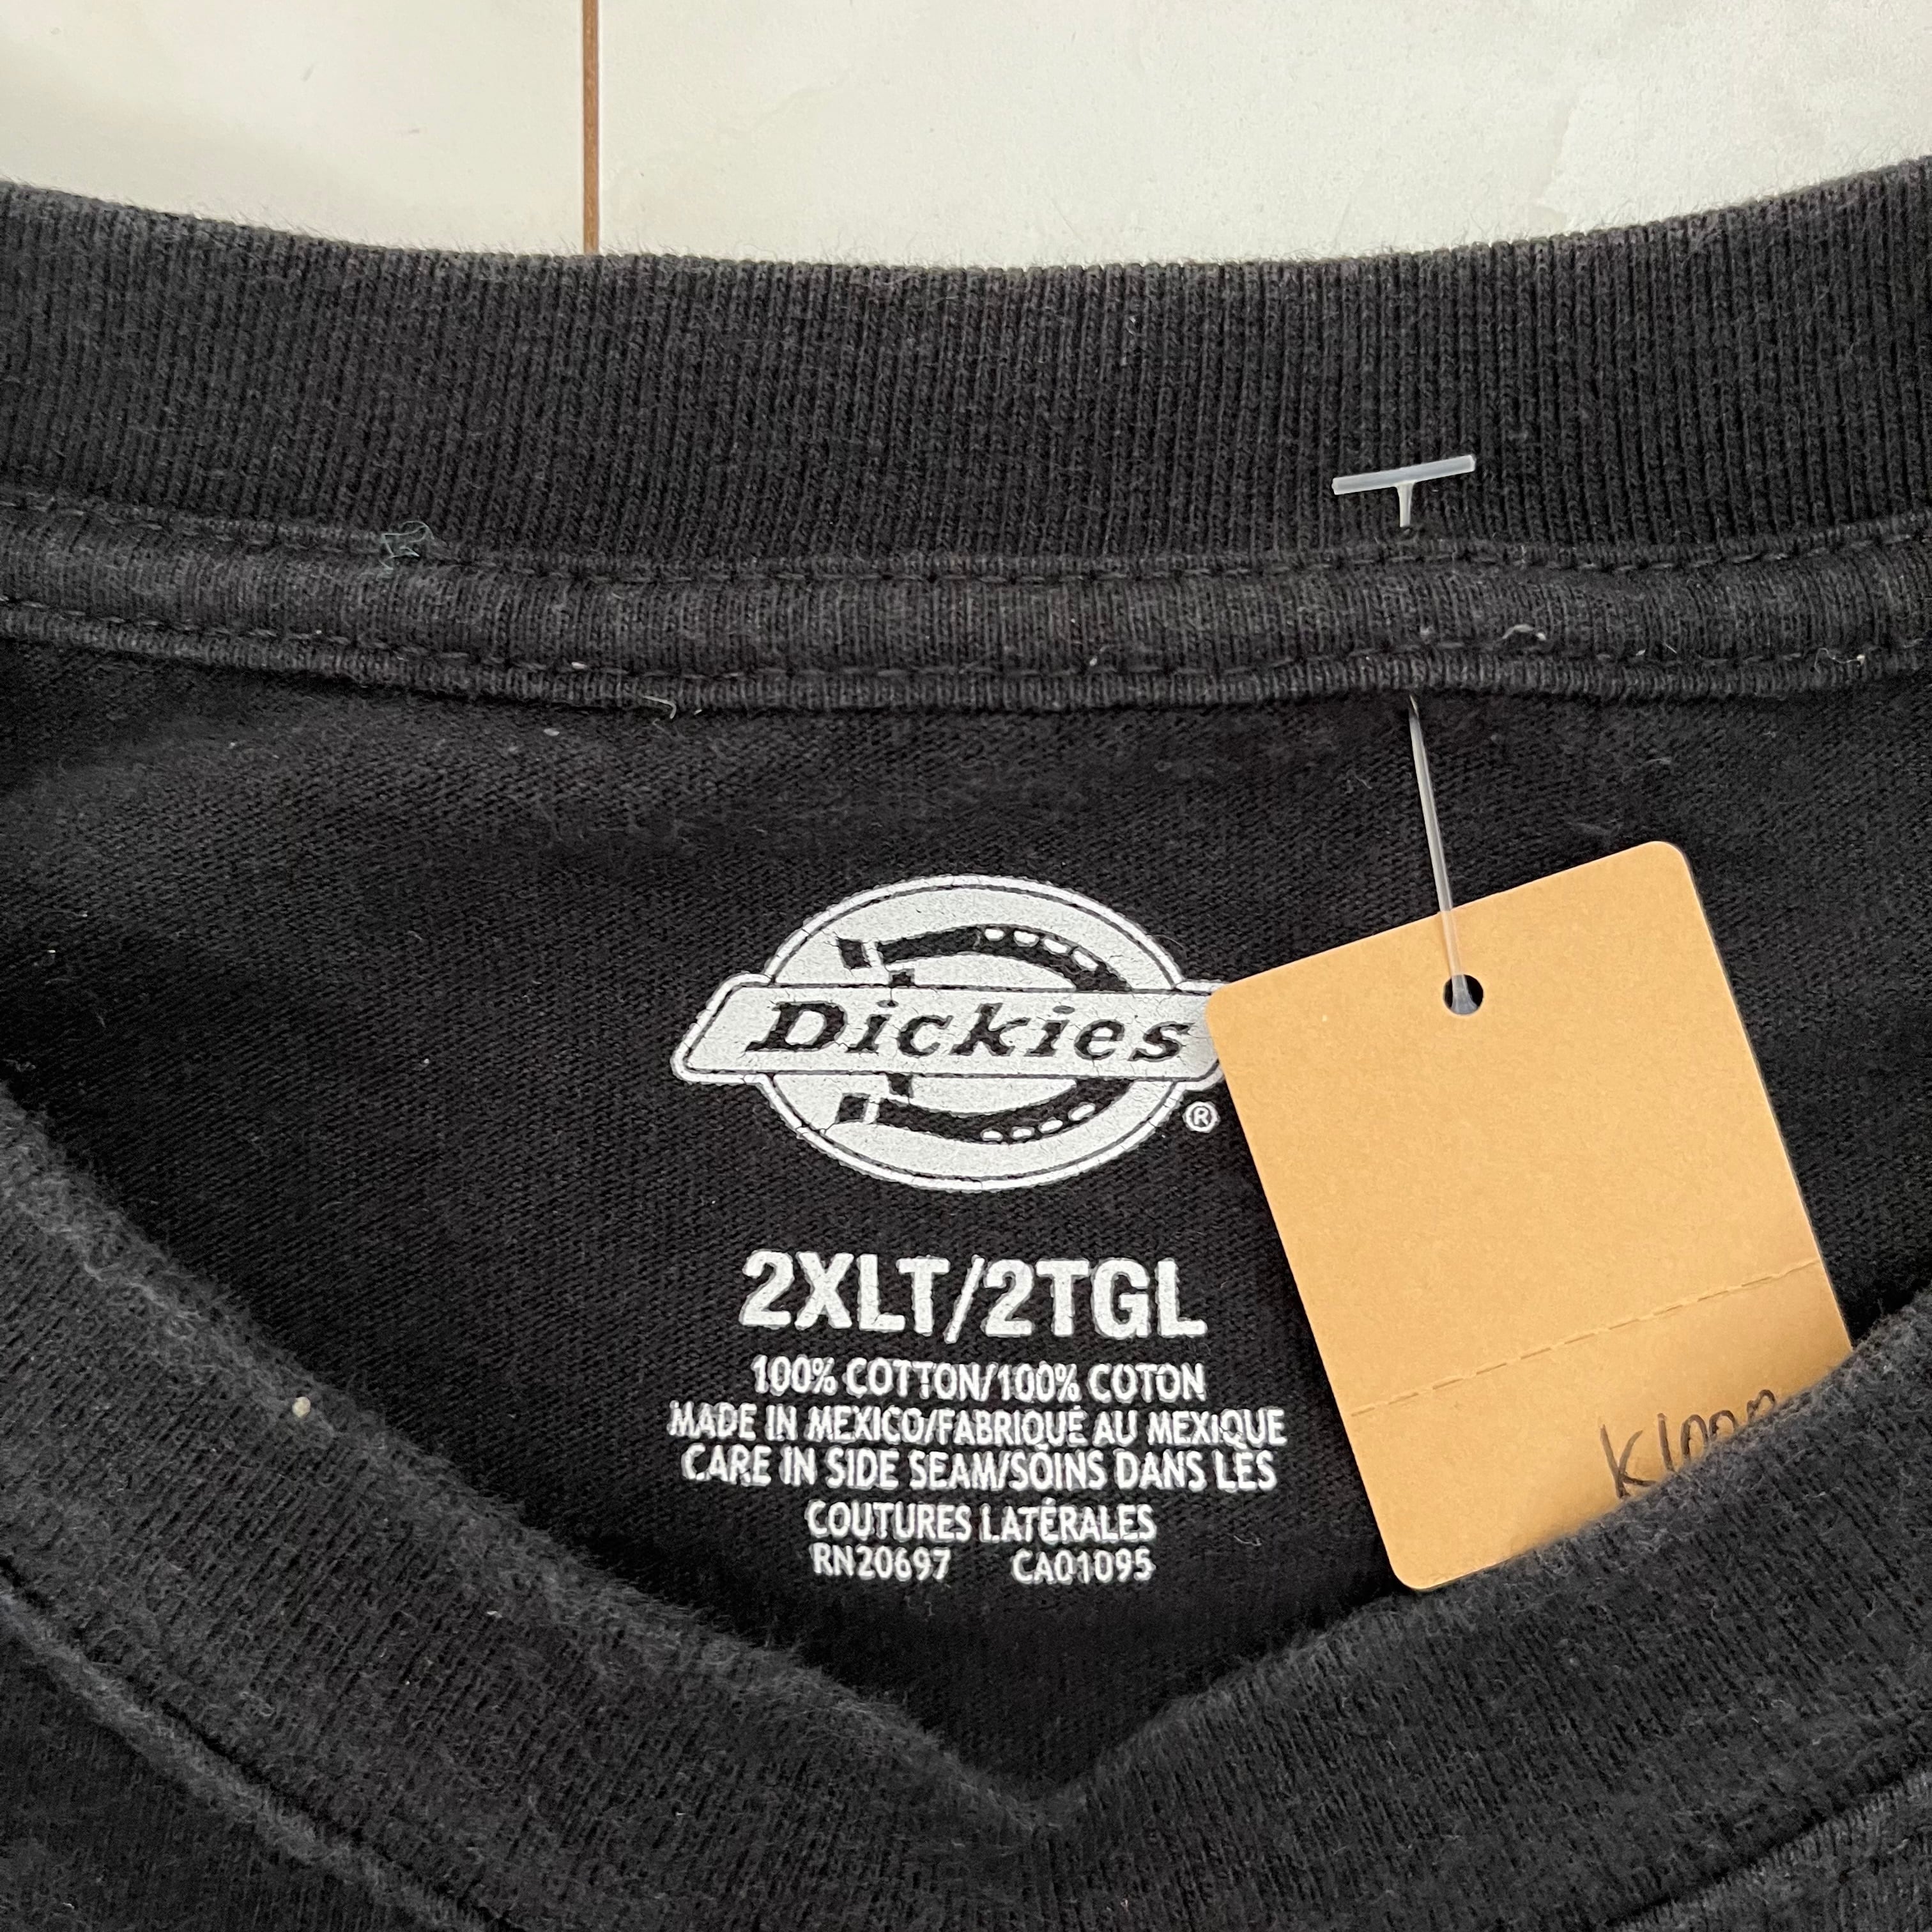 Dickies
®
2XLT/2TGL
100% COTTON/100% COTON
MADE IN MEXICO/FABRIQUÉ AU MEXIQUE
CARE IN SIDE SEAM/SOINS DANS LES
COUTURES LATÉRALES
RN20697 CA01095